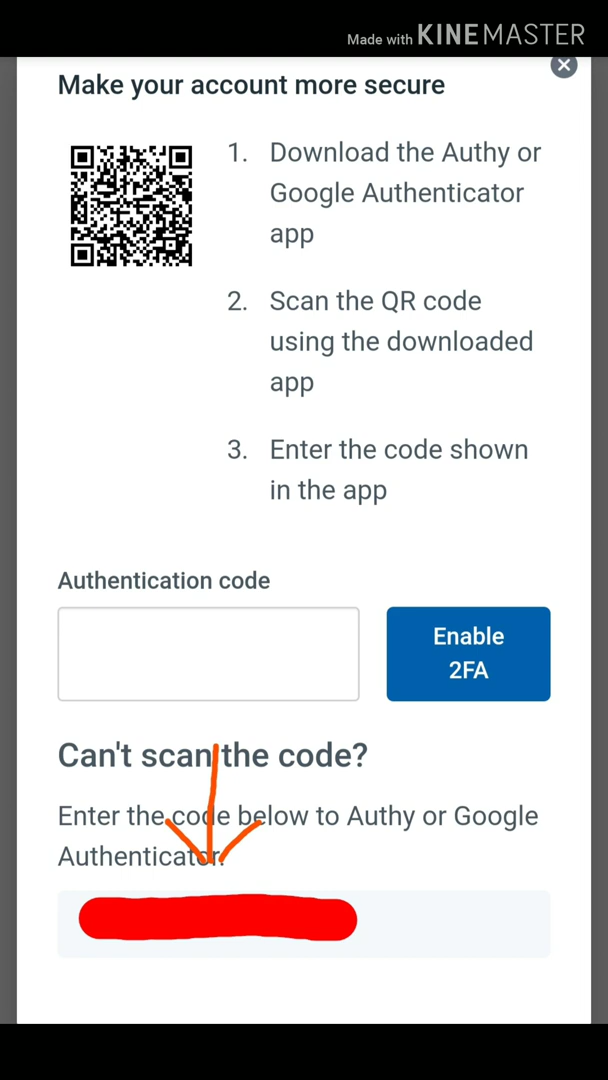 Made with KINEMASTER
Make your account more secure
1. Download the Authy or
Google Authenticator
app
2. Scan the QR code
using the downloaded
app
3. Enter the code shown
in the app
Authentication code
Enable
2FA
Can't scan the code?
Enter the code below to Authy or Google
Authenticator.